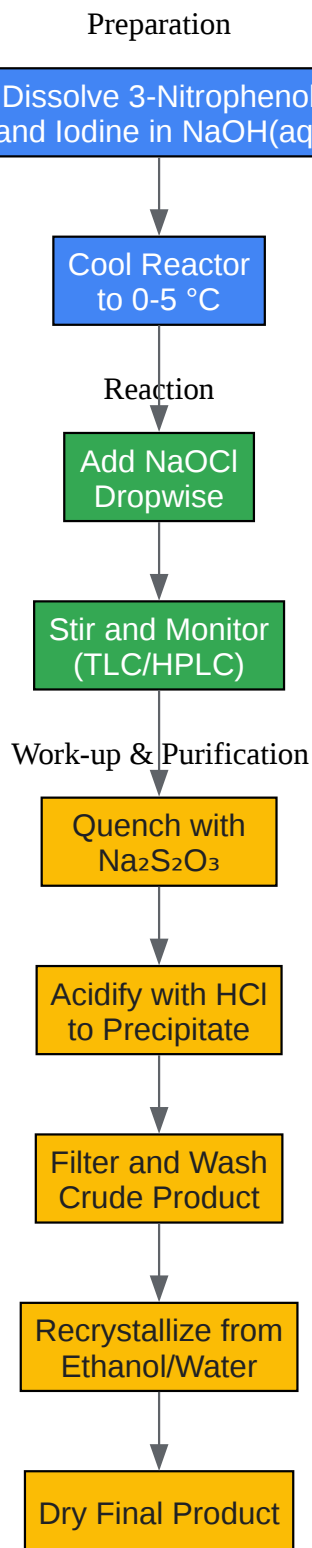 Preparation
Dissolve 3-Nitrophenol
and Iodine in NaOH(aq
Cool Reactor
to 0-5 °C
Reaction
Add NaOCl
Dropwise
Stir and Monitor
(TLC/HPLC)
Work-up & Purification
Quench with
Na₂S₂O₃
Acidify with HCl
to Precipitate
Filter and Wash
Crude Product
Recrystallize from
Ethanol/Water
Dry Final Product